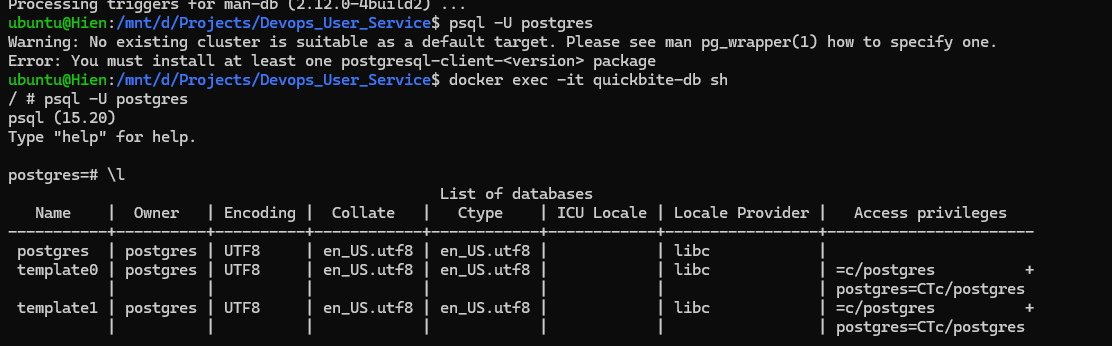 Processing triggers for man-db (2.12.0-4build2) ...
ubuntu@Hien:/mnt/d/Projects/Devops_User_Service$ psql -U postgres
Warning: No existing cluster is suitable as a default target. Please see man pg_wrapper(1) how to specify one.
Error: You must install at least one postgresql-client-<version> package
ubuntu@Hien:/mnt/d/Projects/Devops_User_Service$ docker exec -it quickbite-db sh
/ # psql -U postgres
psql (15.20)
Type "help" for help.

postgres=# \l
                                                List of databases
   Name    |  Owner   | Encoding |  Collate   |   Ctype    | ICU Locale | Locale Provider |   Access privileges
-----------+----------+----------+------------+------------+------------+-----------------+-----------------------
 postgres  | postgres | UTF8     | en_US.utf8 | en_US.utf8 |            | libc            |
 template0 | postgres | UTF8     | en_US.utf8 | en_US.utf8 |            | libc            | =c/postgres          +
           |          |          |            |            |            |                 | postgres=CTc/postgres
 template1 | postgres | UTF8     | en_US.utf8 | en_US.utf8 |            | libc            | =c/postgres          +
           |          |          |            |            |            |                 | postgres=CTc/postgres